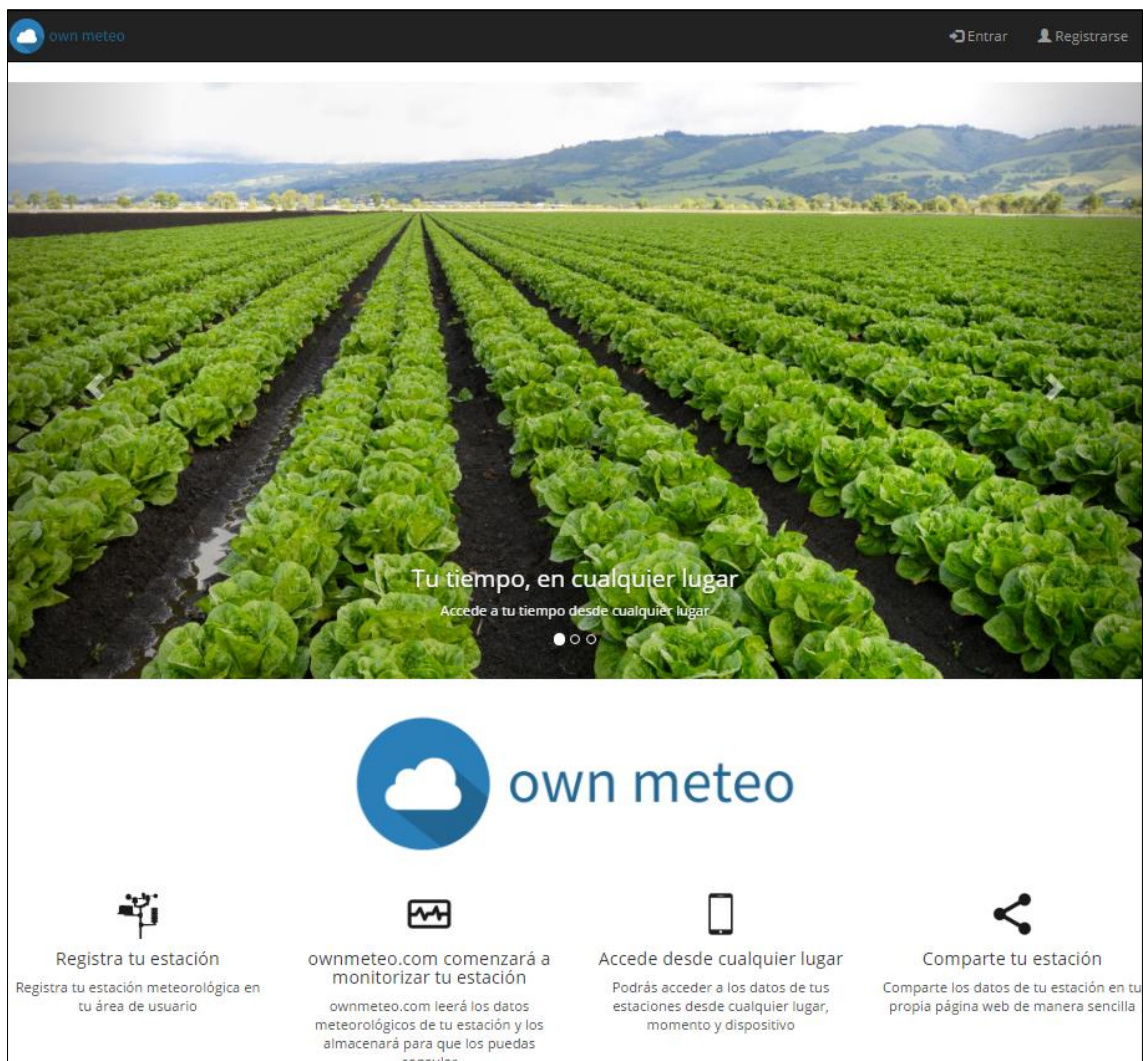 own meteo
Entrar
Registrarse
Tu tiempo, en cualquier lugar
Accede a tu tiempo desde cualquier lugar
own meteo
Registra tu estación
Registra tu estación meteorológica en
tu área de usuario
ownmeteo.com comenzará a
monitorizar tu estación
ownmeteo.com leerá los datos
meteorológicos de tu estación y los
almacenará para que los puedas
Accede desde cualquier lugar
Podrás acceder a los datos de tus
estaciones desde cualquier lugar,
momento y dispositivo
Comparte tu estación
Comparte los datos de tu estación en tu
propia página web de manera sencilla